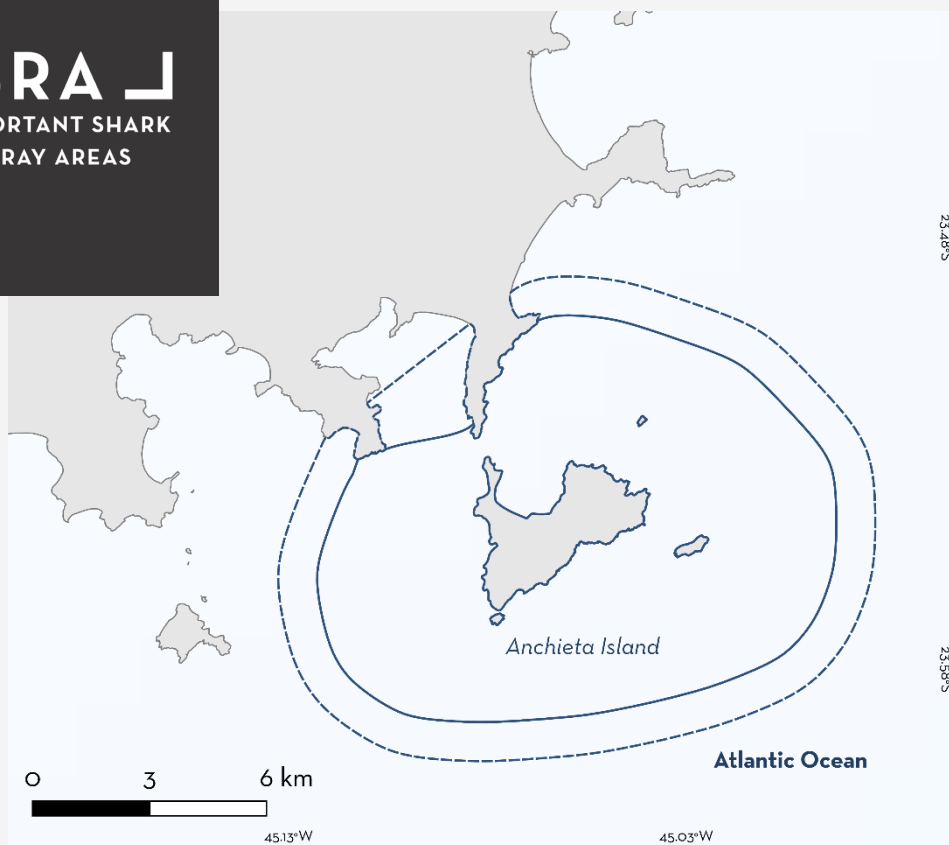 RA
ORTANT SHARK
RAY AREAS
23.48°S
Anchieta Island
23.58°S
Atlantic Ocean
0 3 6 km
45.13°W 45.03°W